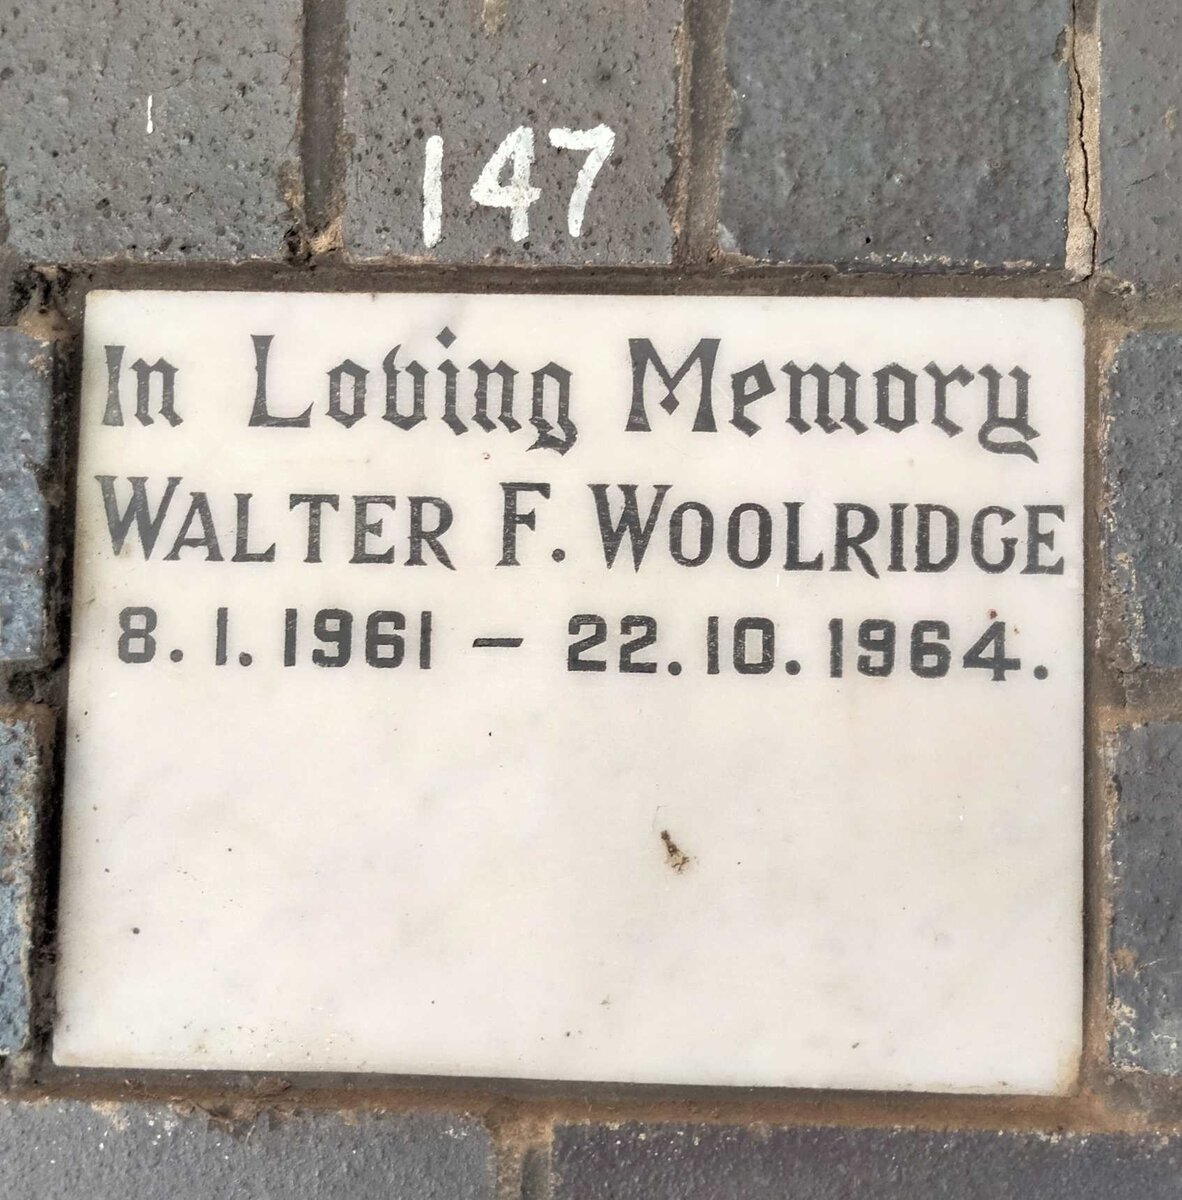 147
In Loving Memory
WALTER F. WOOLRIDGE
8. 1. 1961 – 22. 10. 1964.